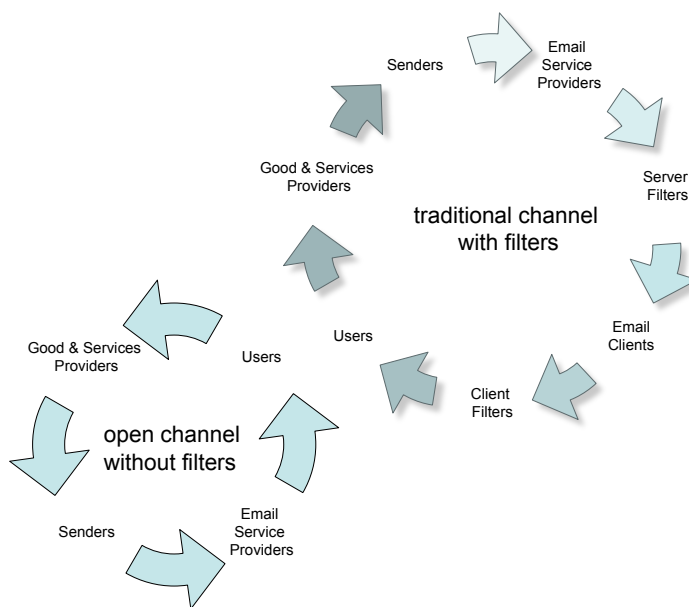 Senders
Email
Service
Providers
Good & Services
Providers
Server
Filters
traditional channel
with filters
Email
Clients
Users
Client
Filters
Good & Services
Providers
Users
open channel
without filters
Senders
Email
Service
Providers